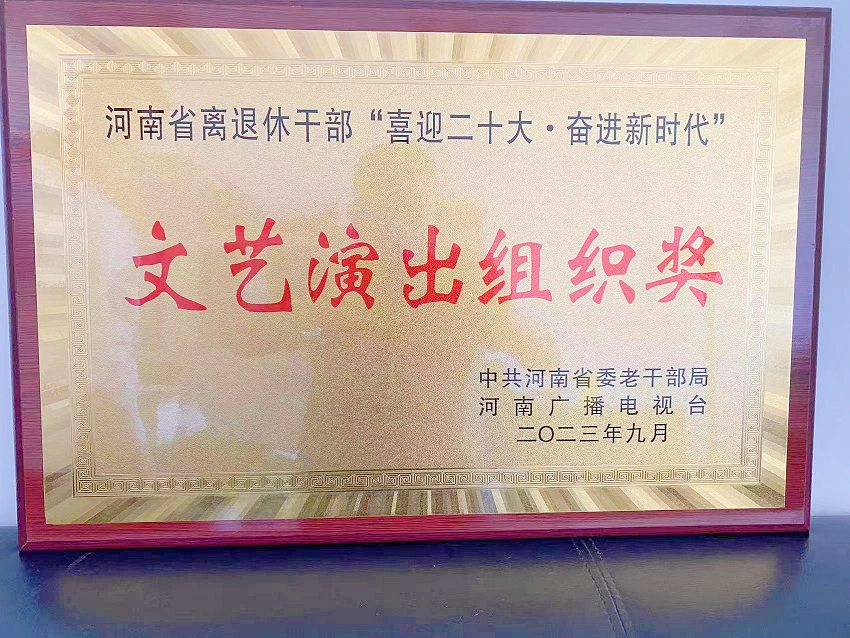 河南省离退休干部“喜迎二十大·奋进新时代”
文艺演出组织奖
中共河南省委老干部局
河南广播电视台
二〇二三年九月